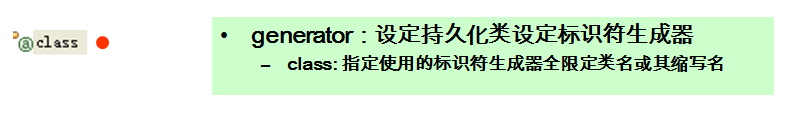 @class
• generator：设定持久化类设定标识符生成器
– class: 指定使用的标识符生成器全限定类名或其缩写名